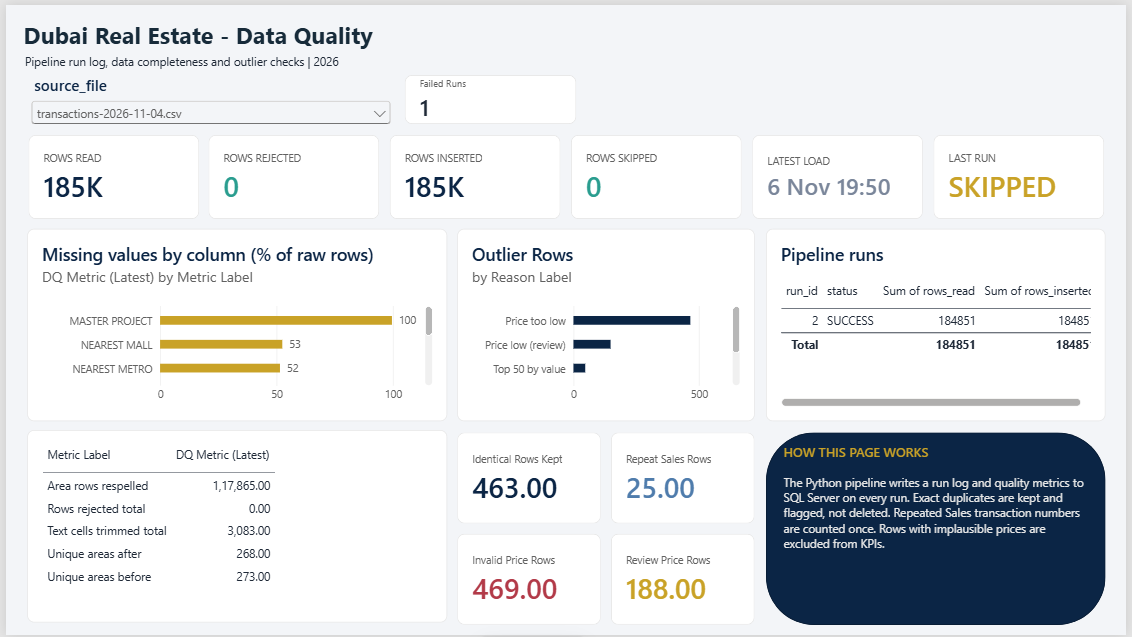 Dubai Real Estate - Data Quality
Pipeline run log, data completeness and outlier checks | 2026
source_file
transactions-2026-11-04.csv
Failed Runs
1
ROWS READ
185K
ROWS REJECTED
0
ROWS INSERTED
185K
ROWS SKIPPED
0
LATEST LOAD
6 Nov 19:50
LAST RUN
SKIPPED
Missing values by column (% of raw rows)
DQ Metric (Latest) by Metric Label
MASTER PROJECT 100
NEAREST MALL 53
NEAREST METRO 52
0 50 100
Outlier Rows
by Reason Label
Price too low
Price low (review)
Top 50 by value
0 500
Pipeline runs
run_id status Sum of rows_read Sum of rows_inserted
2 SUCCESS 184851 18485
Total 184851 18485
Metric Label DQ Metric (Latest)
Area rows respelled 1,17,865.00
Rows rejected total 0.00
Text cells trimmed total 3,083.00
Unique areas after 268.00
Unique areas before 273.00
Identical Rows Kept
463.00
Repeat Sales Rows
25.00
Invalid Price Rows
469.00
Review Price Rows
188.00
HOW THIS PAGE WORKS
The Python pipeline writes a run log and quality metrics to
SQL Server on every run. Exact duplicates are kept and
flagged, not deleted. Repeated Sales transaction numbers
are counted once. Rows with implausible prices are
excluded from KPIs.